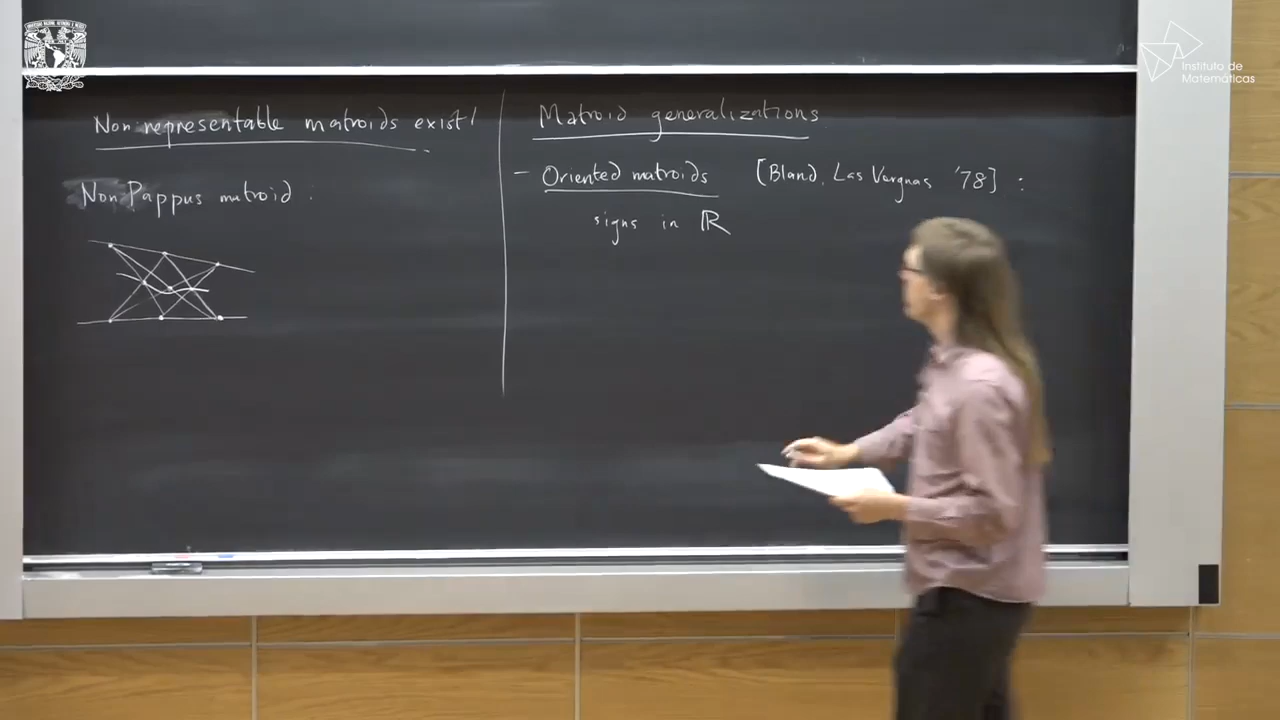 Non-representable matroids exist!
Non Pappus matroid :
Matroid generalizations
- Oriented matroids [Bland, Las Vergnas '78] :
signs in ℝ
Instituto de
Matemáticas